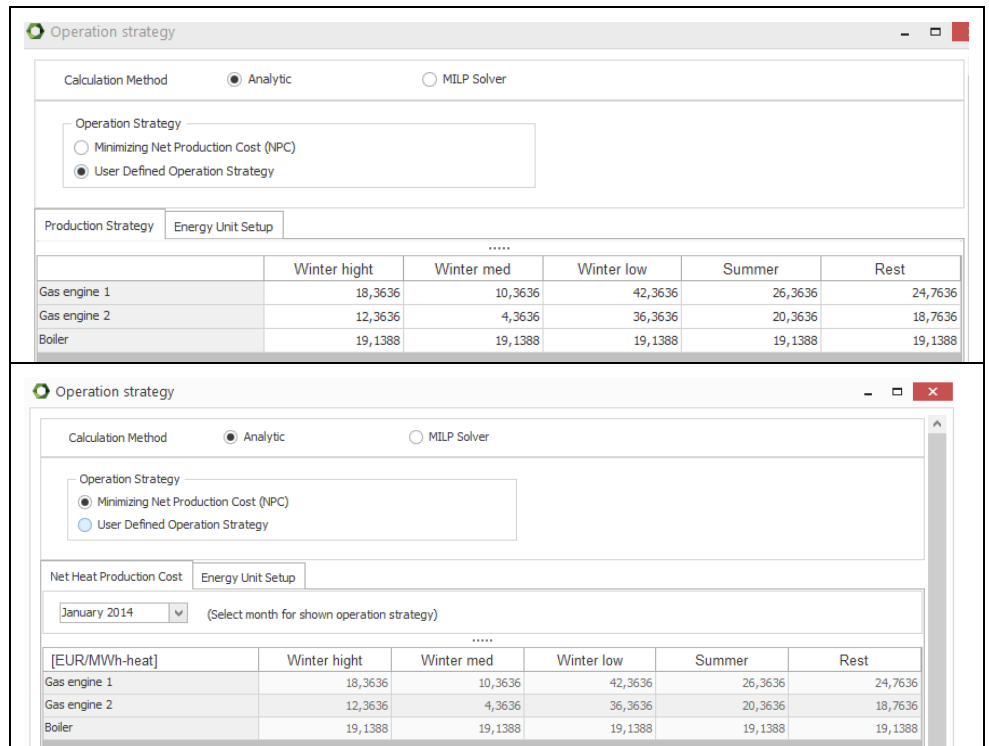 Operation strategy
Calculation Method Analytic MILP Solver
Operation Strategy
Minimizing Net Production Cost (NPC)
User Defined Operation Strategy
Production Strategy Energy Unit Setup
Winter hight Winter med Winter low Summer Rest
Gas engine 1 18,3636 10,3636 42,3636 26,3636 24,7636
Gas engine 2 12,3636 4,3636 36,3636 20,3636 18,7636
Boiler 19,1388 19,1388 19,1388 19,1388 19,1388
Operation strategy
Calculation Method Analytic MILP Solver
Operation Strategy
Minimizing Net Production Cost (NPC)
User Defined Operation Strategy
Net Heat Production Cost Energy Unit Setup
January 2014 (Select month for shown operation strategy)
[EUR/MWh-heat] Winter hight Winter med Winter low Summer Rest
Gas engine 1 18,3636 10,3636 42,3636 26,3636 24,7636
Gas engine 2 12,3636 4,3636 36,3636 20,3636 18,7636
Boiler 19,1388 19,1388 19,1388 19,1388 19,1388